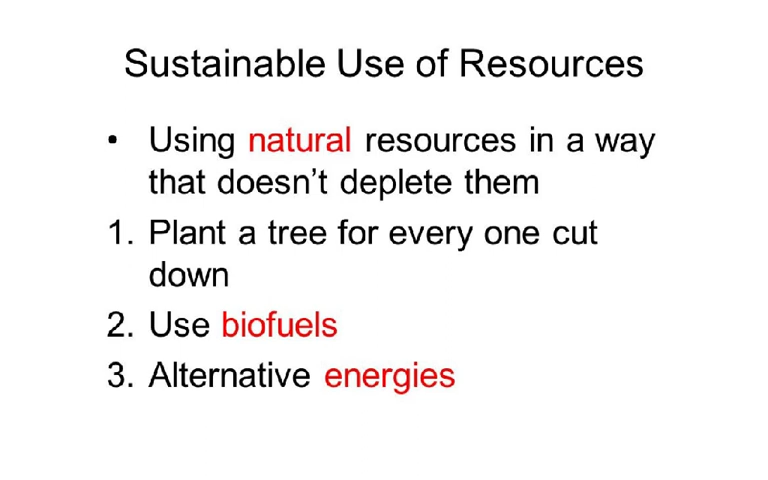 Sustainable Use of Resources
• Using natural resources in a way
that doesn’t deplete them
1. Plant a tree for every one cut
down
2. Use biofuels
3. Alternative energies